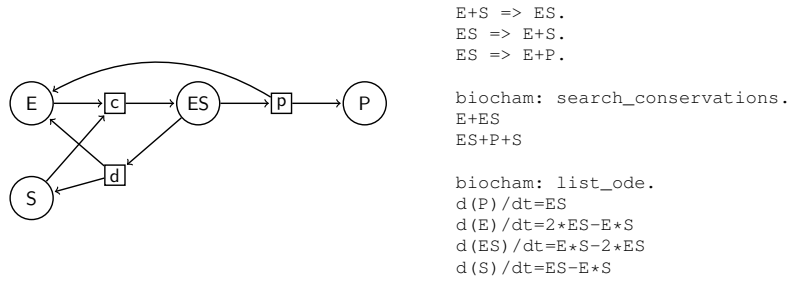 E
c
ES
p
P
d
S
E+S => ES.
ES => E+S.
ES => E+P.
biocham: search_conservations.
E+ES
ES+P+S
biocham: list_ode.
d(P)/dt=ES
d(E)/dt=2*ES-E*S
d(ES)/dt=E*S-2*ES
d(S)/dt=ES-E*S